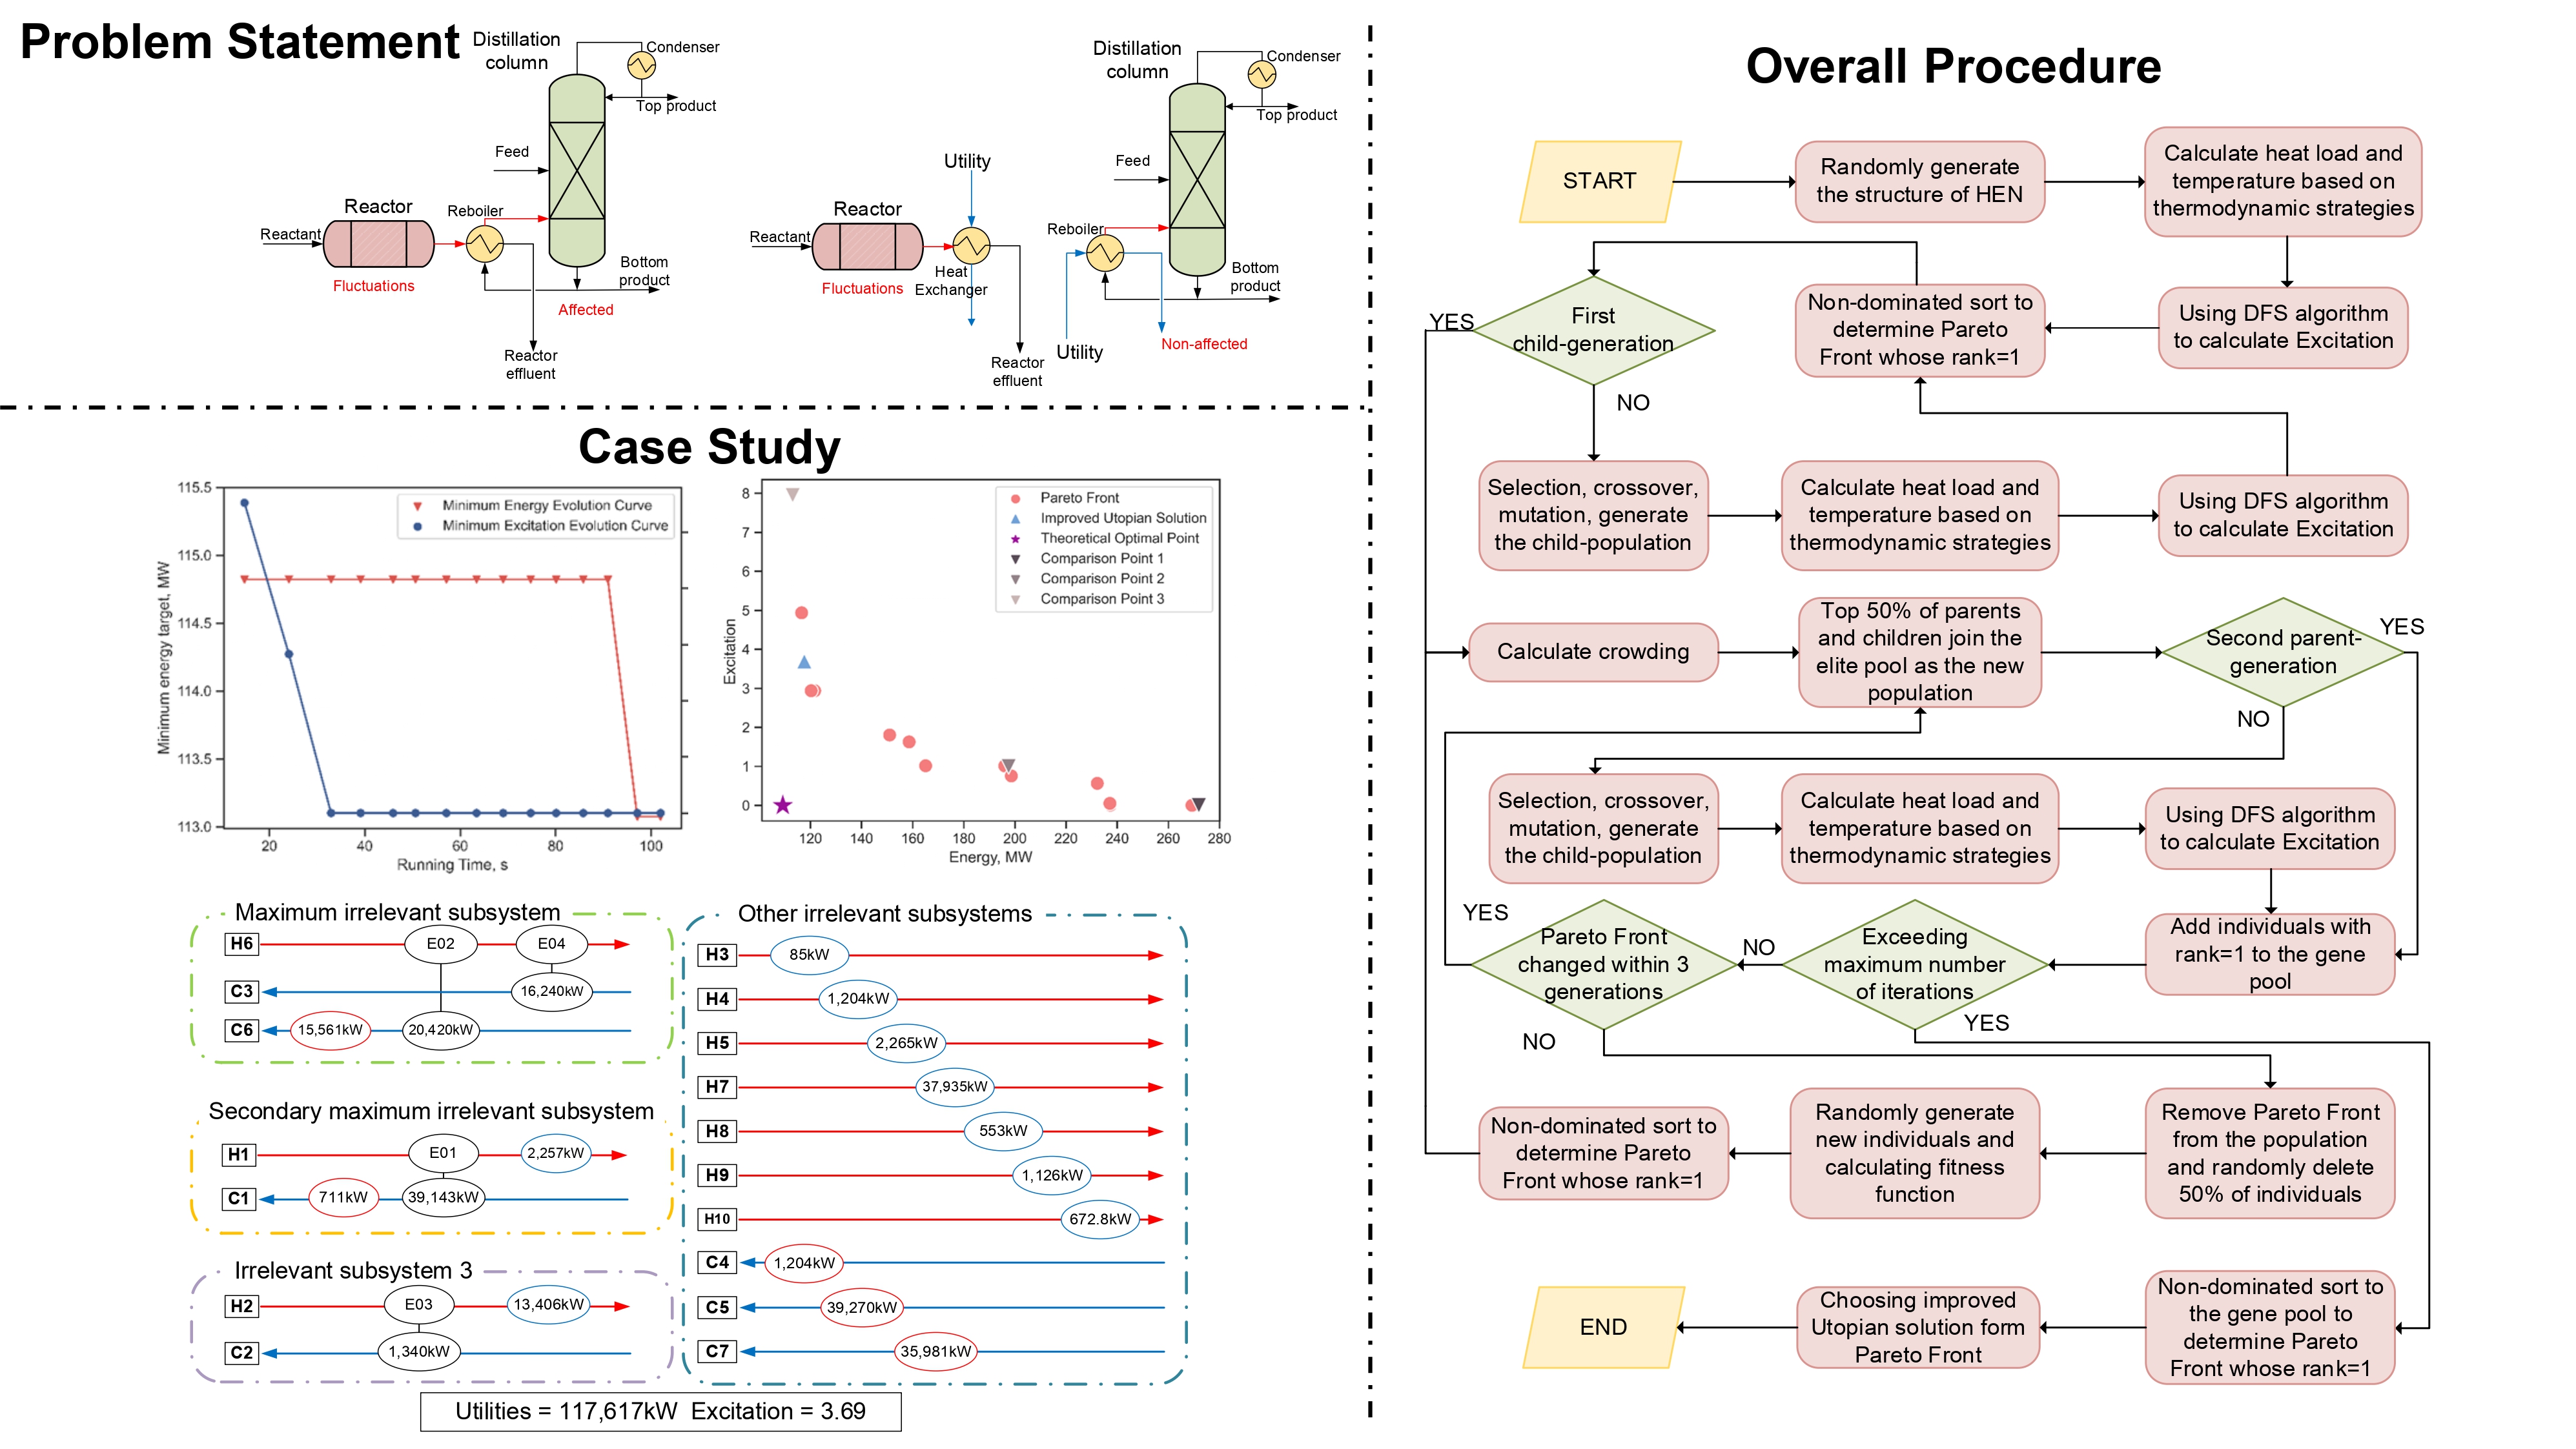 Problem Statement
Distillation
column
Condenser
Top product
Feed
Reactor
Reboiler
Reactant
Fluctuations
Bottom
product
Affected
Reactor
effluent
Distillation
column
Condenser
Top product
Utility
Feed
Reactor
Reboiler
Reactant
Heat
Exchanger
Fluctuations
Bottom
product
Utility
Non-affected
Reactor
effluent
Case Study
Minimum energy target, MW
115.5
115.0
114.5
114.0
113.5
113.0
Minimum Energy Evolution Curve
Minimum Excitation Evolution Curve
20 40 60 80 100
Running Time, s
Excitation
8
7
6
5
4
3
2
1
0
Pareto Front
Improved Utopian Solution
Theoretical Optimal Point
Comparison Point 1
Comparison Point 2
Comparison Point 3
120 140 160 180 200 220 240 260 280
Energy, MW
Maximum irrelevant subsystem
H6 E02 E04
C3 16,240kW
C6 15,561kW 20,420kW
Secondary maximum irrelevant subsystem
H1 E01 2,257kW
C1 711kW 39,143kW
Irrelevant subsystem 3
H2 E03 13,406kW
C2 1,340kW
Other irrelevant subsystems
H3 85kW
H4 1,204kW
H5 2,265kW
H7 37,935kW
H8 553kW
H9 1,126kW
H10 672.8kW
C4 1,204kW
C5 39,270kW
C7 35,981kW
Utilities = 117,617kW Excitation = 3.69
Overall Procedure
START
Randomly generate
the structure of HEN
Calculate heat load and
temperature based on
thermodynamic strategies
Using DFS algorithm
to calculate Excitation
Non-dominated sort to
determine Pareto
Front whose rank=1
First
child-generation
YES
NO
Selection, crossover,
mutation, generate
the child-population
Calculate heat load and
temperature based on
thermodynamic strategies
Using DFS algorithm
to calculate Excitation
Calculate crowding
Top 50% of parents
and children join the
elite pool as the new
population
Second parent-
generation
YES
NO
Selection, crossover,
mutation, generate
the child-population
Calculate heat load and
temperature based on
thermodynamic strategies
Using DFS algorithm
to calculate Excitation
Add individuals with
rank=1 to the gene
pool
Exceeding
maximum number
of iterations
NO
YES
Pareto Front
changed within 3
generations
YES
NO
Remove Pareto Front
from the population
and randomly delete
50% of individuals
Randomly generate
new individuals and
calculating fitness
function
Non-dominated sort to
determine Pareto
Front whose rank=1
Non-dominated sort to
the gene pool to
determine Pareto
Front whose rank=1
Choosing improved
Utopian solution form
Pareto Front
END